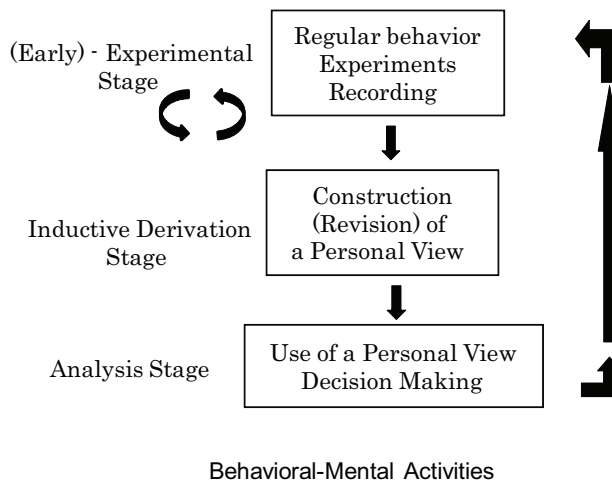 (Early) - Experimental
Stage
Regular behavior
Experiments
Recording
Inductive Derivation
Stage
Construction
(Revision) of
a Personal View
Analysis Stage
Use of a Personal View
Decision Making
Behavioral-Mental Activities